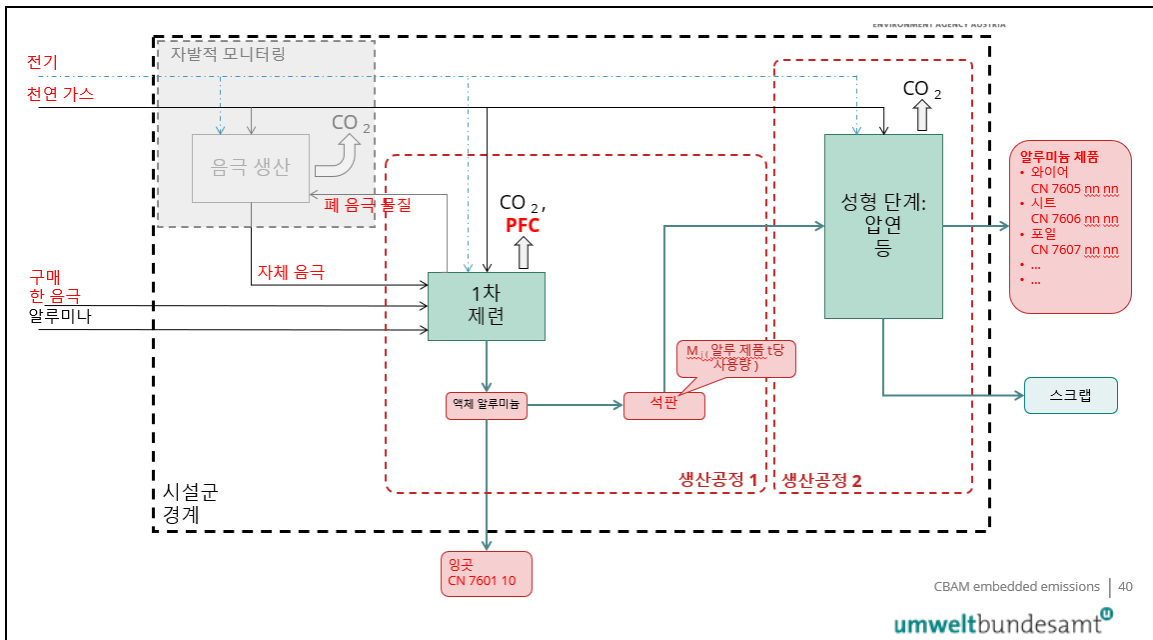 ENVIRONMENT AGENCY AUSTRIA
자발적 모니터링
전기
천연 가스
CO 2
음극 생산
폐 음극 물질
CO 2,
PFC
CO 2
성형 단계:
압연
등
알루미늄 제품
• 와이어
CN 7605 nn nn
• 시트
CN 7606 nn nn
• 포일
CN 7607 nn nn
• ...
• ...
자체 음극
구매
한 음극
알루미나
1차
제련
M i( 알루 제품 t당
사용량 )
액체 알루미늄
석판
스크랩
생산공정 1
생산공정 2
시설군
경계
잉곳
CN 7601 10
CBAM embedded emissions | 40
umweltbundesamt u